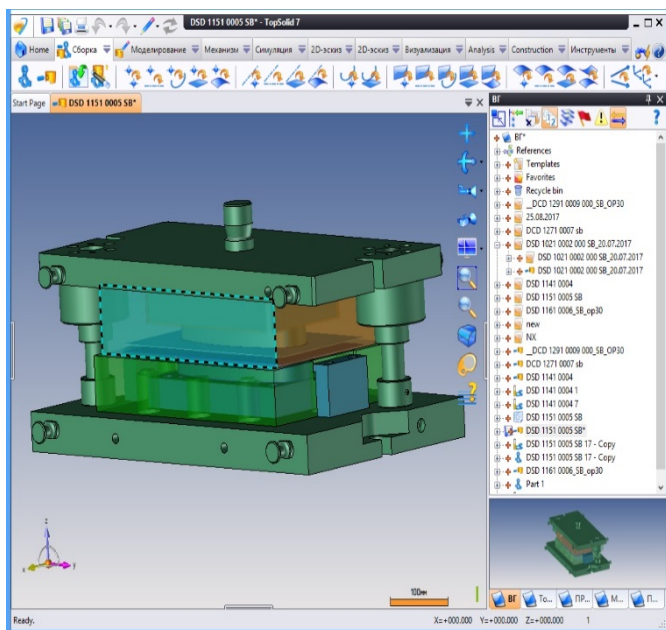 DSD 1151 0005 SB* - TopSolid 7
Home Сборка Моделирование Механизм Симуляция 2D-эскиз 2D-эскиз Визуализация Analysis Construction Инструменты
Start Page DSD 1151 0005 SB*
ВГ
ВГ*
References
Templates
Favorites
Recycle bin
__DCD 1291 0009 000_SB_OP30
25.08.2017
DCD 1271 0007 sb
DSD 1021 0002 000 SB_20.07.2017
DSD 1021 0002 000 SB_20.07.2017
DSD 1021 0002 000 SB_20.07.2017
DSD 1141 0004
DSD 1151 0005 SB
DSD 1161 0006_SB_op30
new
NX
__DCD 1291 0009 000_SB_OP30
DCD 1271 0007 sb
DSD 1141 0004
DSD 1141 0004 1
DSD 1141 0004 7
DSD 1151 0005 SB
DSD 1151 0005 SB*
DSD 1151 0005 SB 17 - Copy
DSD 1151 0005 SB 17 - Copy
DSD 1161 0006_SB_op30
Part 1
z
x
y
100мм
ВГ То... ПР... М... П...
Ready. X=+000.000 Y=+000.000 Z=+000.000 1